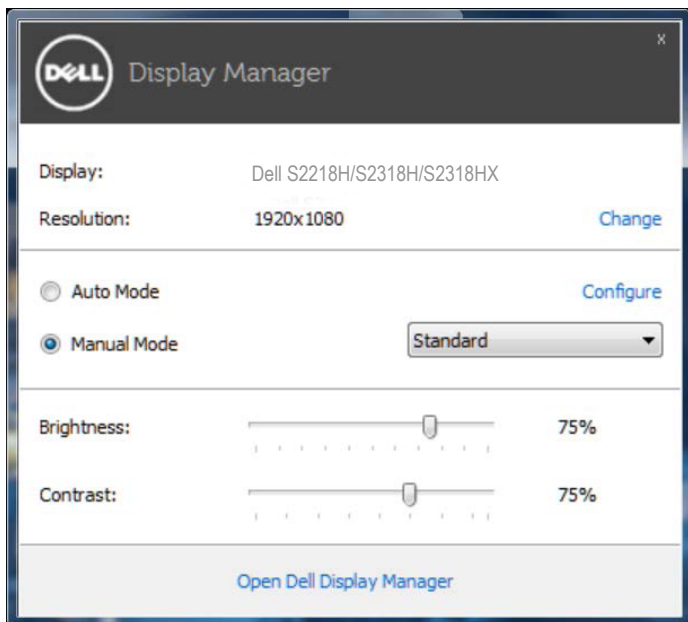 DELL Display Manager x
Display: Dell S2218H/S2318H/S2318HX
Resolution: 1920x1080 Change
Auto Mode Configure
Manual Mode Standard
Brightness: 75%
Contrast: 75%
Open Dell Display Manager